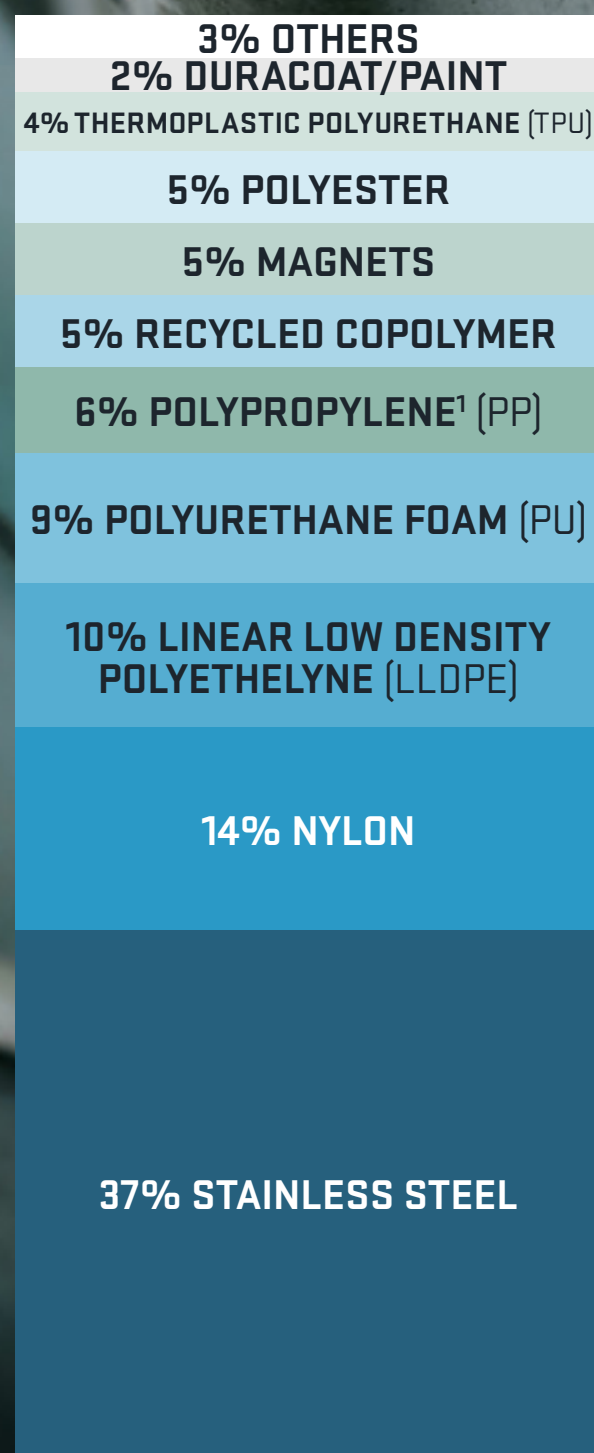 3% OTHERS
2% DURACOAT/PAINT
4% THERMOPLASTIC POLYURETHANE (TPU)
5% POLYESTER
5% MAGNETS
5% RECYCLED COPOLYMER
6% POLYPROPYLENE¹ (PP)
9% POLYURETHANE FOAM (PU)
10% LINEAR LOW DENSITY
POLYETHELYNE (LLDPE)
14% NYLON
37% STAINLESS STEEL